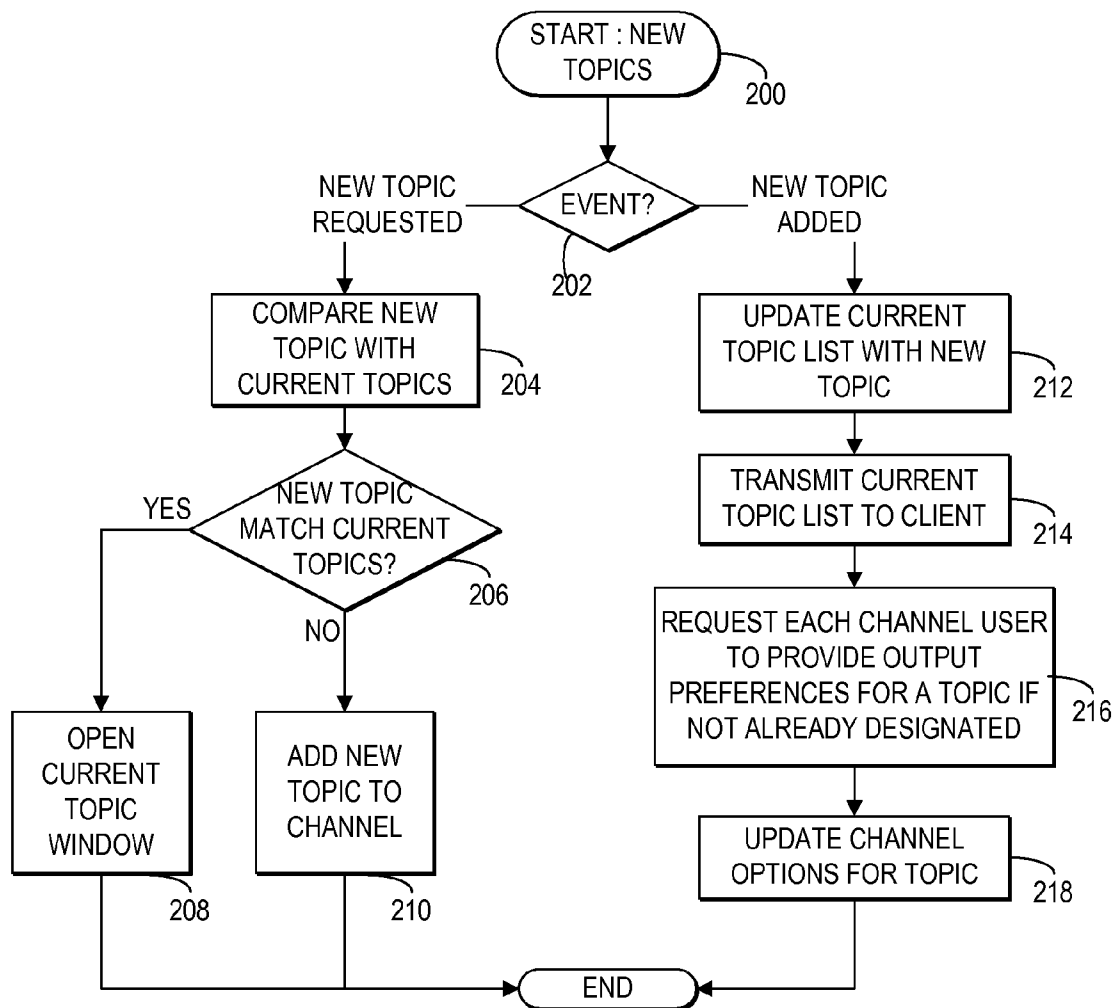 START : NEW
TOPICS
200
EVENT?
202
NEW TOPIC
REQUESTED
NEW TOPIC
ADDED
COMPARE NEW
TOPIC WITH
CURRENT TOPICS
204
NEW TOPIC
MATCH CURRENT
TOPICS?
206
YES
NO
OPEN
CURRENT
TOPIC
WINDOW
208
ADD NEW
TOPIC TO
CHANNEL
210
UPDATE CURRENT
TOPIC LIST WITH NEW
TOPIC
212
TRANSMIT CURRENT
TOPIC LIST TO CLIENT
214
REQUEST EACH CHANNEL USER
TO PROVIDE OUTPUT
PREFERENCES FOR A TOPIC IF
NOT ALREADY DESIGNATED
216
UPDATE CHANNEL
OPTIONS FOR TOPIC
218
END